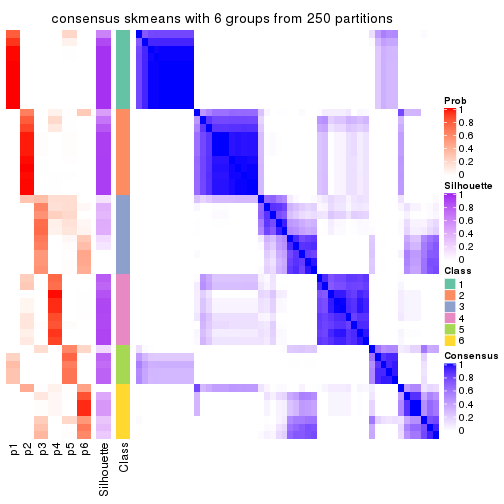 consensus skmeans with 6 groups from 250 partitions
Prob
1
0.8
0.6
0.4
0.2
0
Silhouette
1
0.8
0.6
0.4
0.2
0
Class
1
2
3
4
5
6
Consensus
1
0.8
0.6
0.4
0.2
0
p1
p2
p3
p4
p5
p6
Silhouette
Class